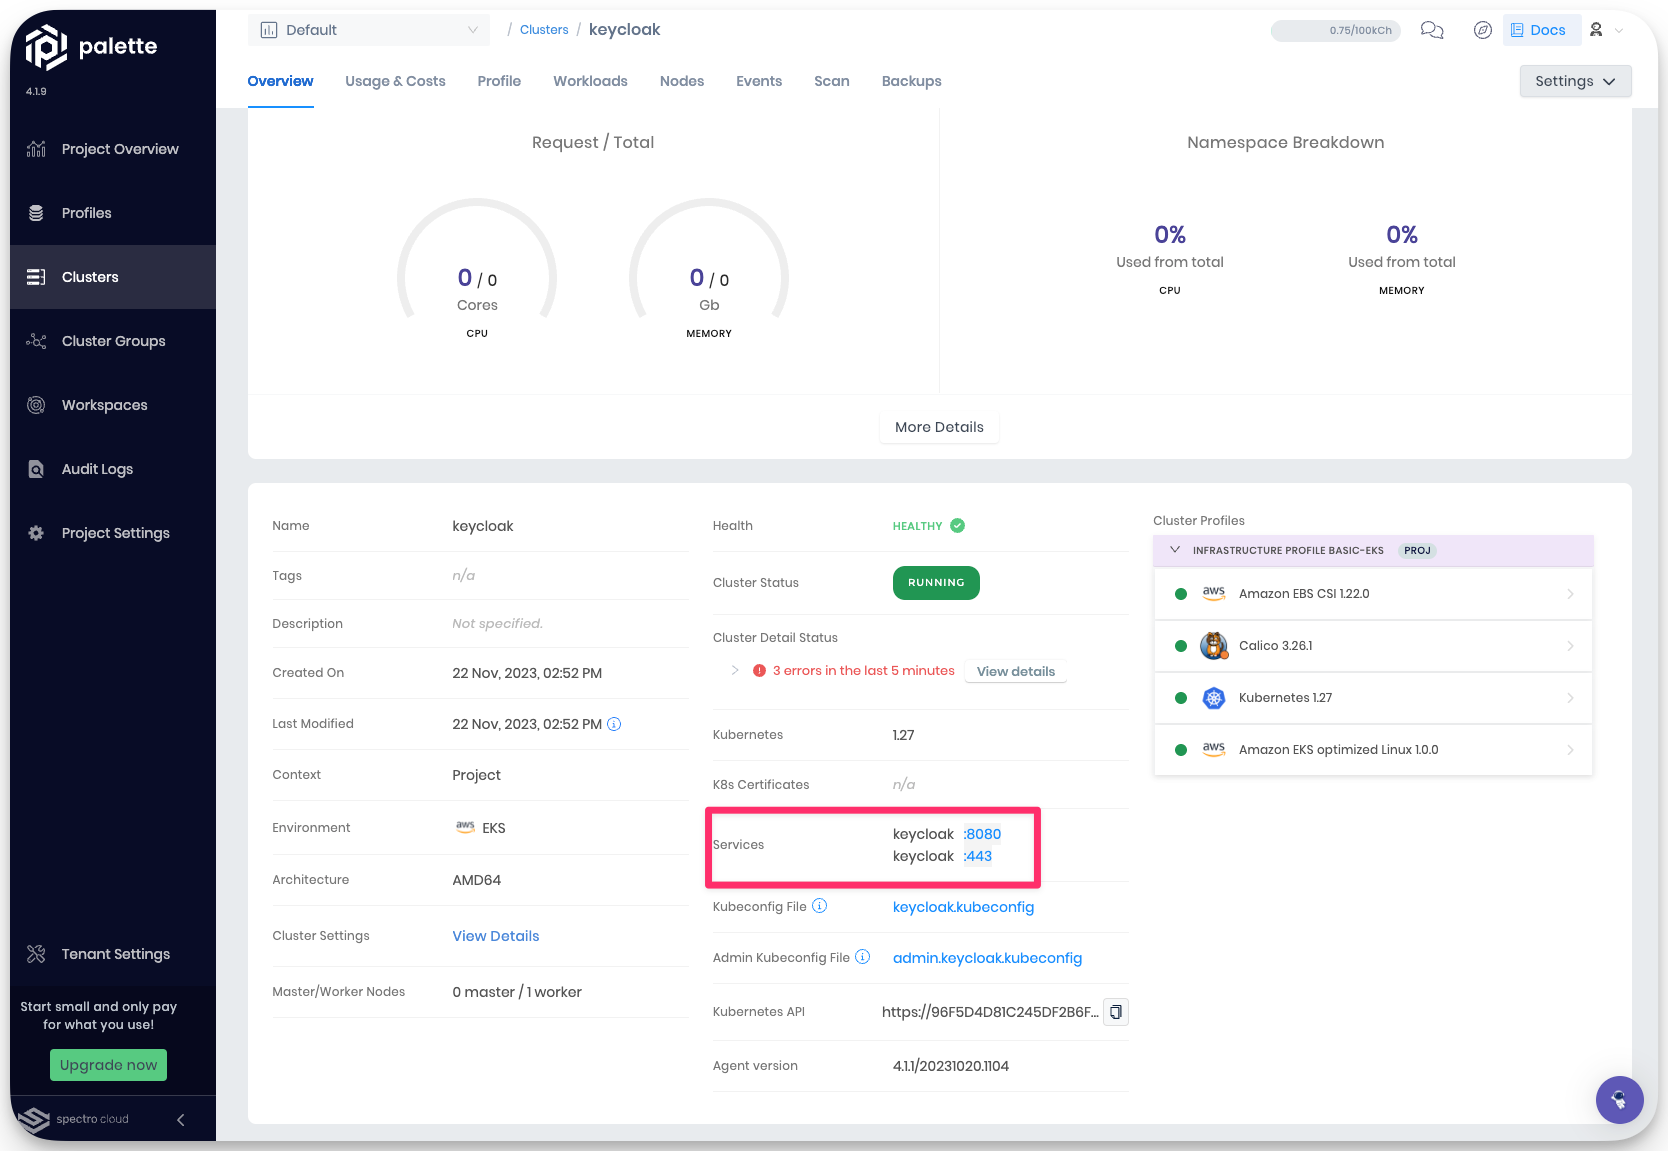 palette
4.1.9
Project Overview
Profiles
Clusters
Cluster Groups
Workspaces
Audit Logs
Project Settings
Tenant Settings
Start small and only pay
for what you use!
Upgrade now
spectro cloud
Default
/ Clusters / keycloak
0.75/100kCh
Docs
Overview Usage & Costs Profile Workloads Nodes Events Scan Backups
Settings
Request / Total
0 / 0
Cores
CPU
0 / 0
Gb
MEMORY
Namespace Breakdown
0%
Used from total
CPU
0%
Used from total
MEMORY
More Details
Name keycloak
Tags n/a
Description Not specified.
Created On 22 Nov, 2023, 02:52 PM
Last Modified 22 Nov, 2023, 02:52 PM
Context Project
Environment aws EKS
Architecture AMD64
Cluster Settings View Details
Master/Worker Nodes 0 master / 1 worker
Health HEALTHY
Cluster Status RUNNING
Cluster Detail Status
3 errors in the last 5 minutes View details
Kubernetes 1.27
K8s Certificates n/a
Services
keycloak :8080
keycloak :443
Kubeconfig File keycloak.kubeconfig
Admin Kubeconfig File admin.keycloak.kubeconfig
Kubernetes API https://96F5D4D81C245DF2B6F...
Agent version 4.1.1/20231020.1104
Cluster Profiles
INFRASTRUCTURE PROFILE BASIC-EKS PROJ
aws Amazon EBS CSI 1.22.0
Calico 3.26.1
Kubernetes 1.27
aws Amazon EKS optimized Linux 1.0.0